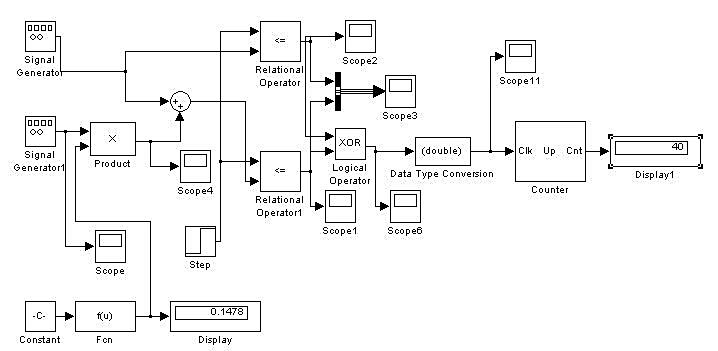 Signal
Generator
Signal
Generator1
X
Product
+
+
Scope4
Scope
Step
-C-
Constant
f(u)
Fcn
0.1478
Display
<=
Relational
Operator
<=
Relational
Operator1
Scope2
Scope3
XOR
Logical
Operator
Scope1
Scope6
(double)
Data Type Conversion
Scope11
Clk Up Cnt
Counter
40
Display1